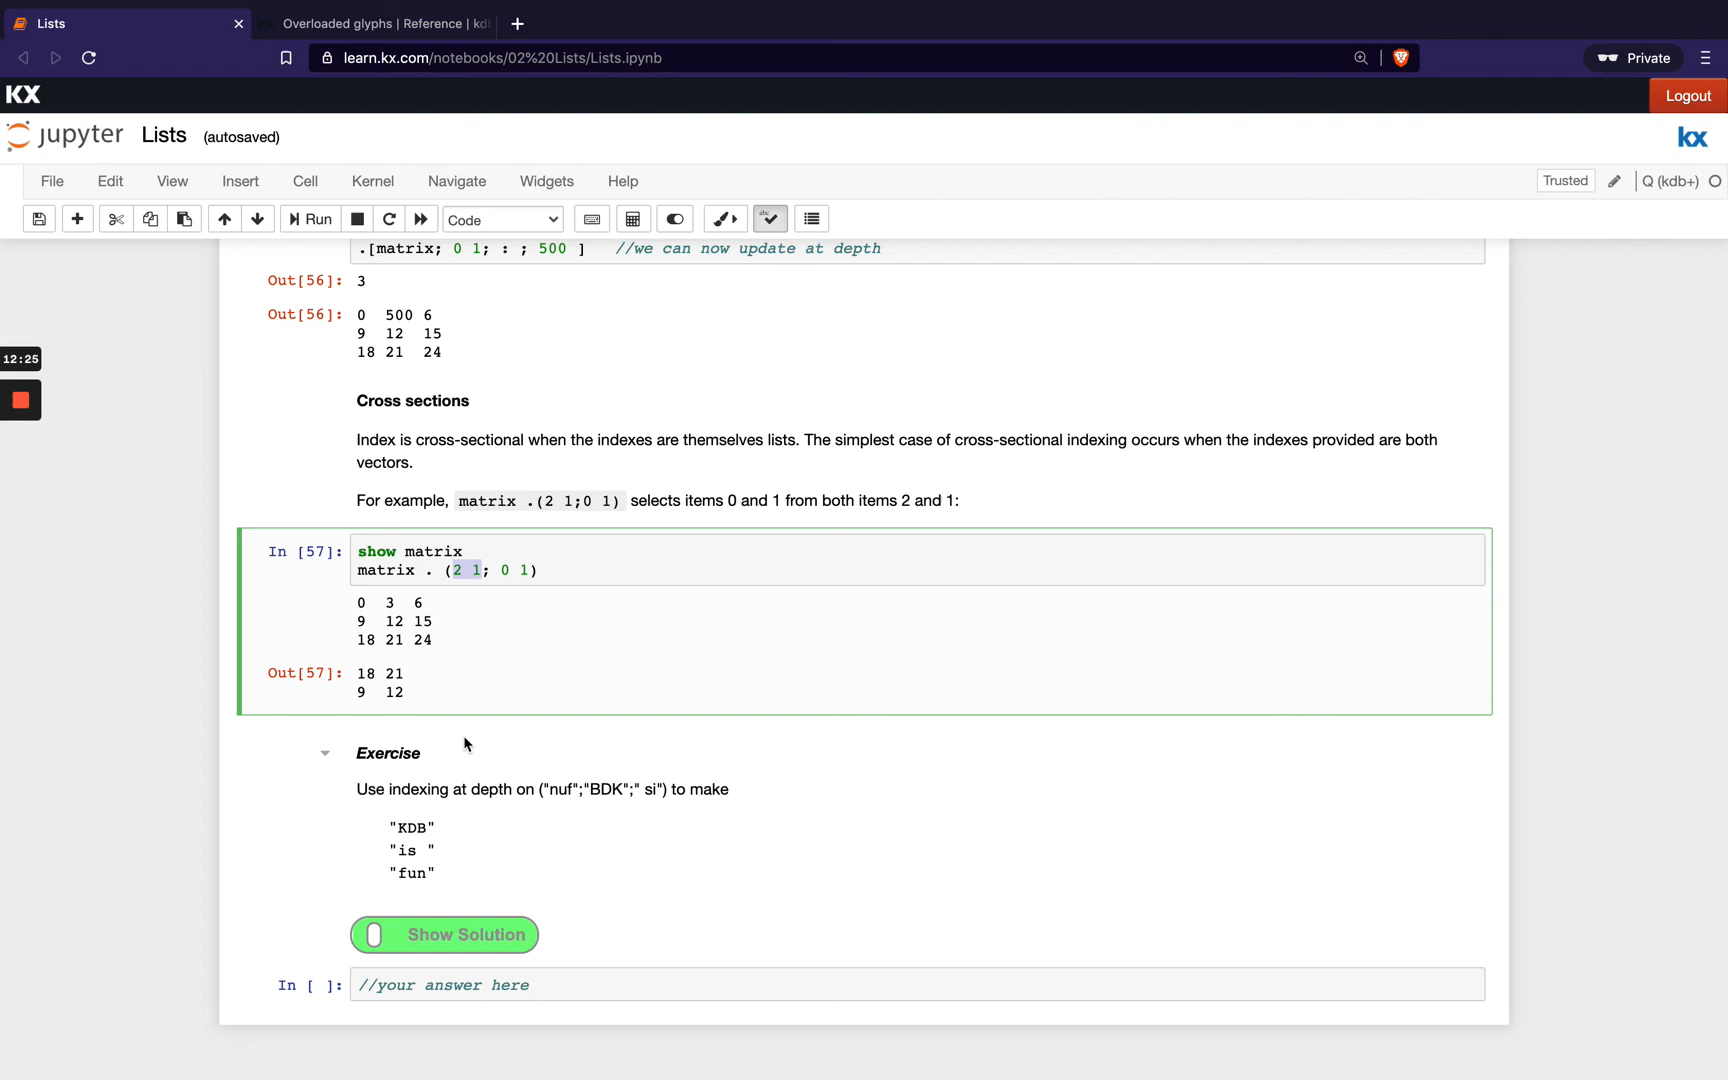 Lists
Overloaded glyphs | Reference | kd
learn.kx.com/notebooks/02%20Lists/Lists.ipynb
Private
KX
Logout
jupyter Lists (autosaved)
kx
File Edit View Insert Cell Kernel Navigate Widgets Help
Trusted
Q (kdb+)
Run
Code
abc
.[matrix; 0 1; : ; 500 ] //we can now update at depth
Out[56]: 3
Out[56]: 0 500 6
9 12 15
18 21 24
12:25
Cross sections
Index is cross-sectional when the indexes are themselves lists. The simplest case of cross-sectional indexing occurs when the indexes provided are both
vectors.
For example, matrix .(2 1;0 1) selects items 0 and 1 from both items 2 and 1:
In [57]: show matrix
matrix . (2 1; 0 1)
0 3 6
9 12 15
18 21 24
Out[57]: 18 21
9 12
Exercise
Use indexing at depth on ("nuf";"BDK";" si") to make
"KDB"
"is "
"fun"
Show Solution
In [ ]: //your answer here